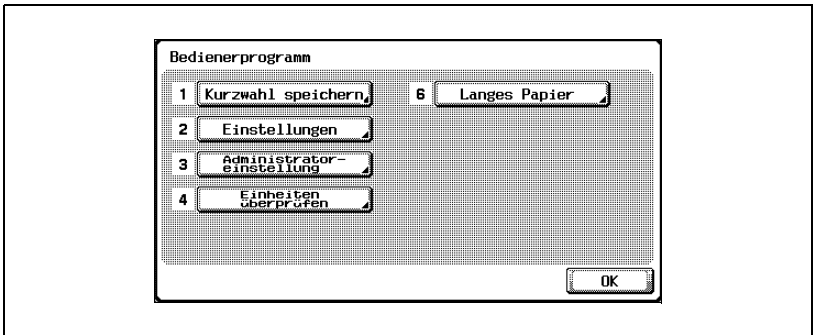 Bedienerprogramm
1 Kurzwahl speichern
6 Langes Papier
2 Einstellungen
3 Administrator-
einstellung
4 Einheiten
überprüfen
OK